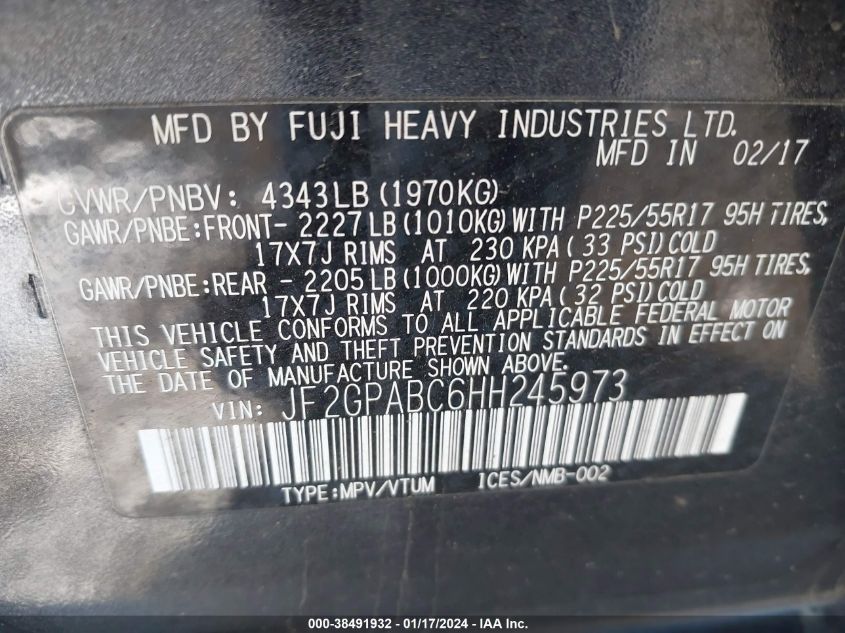 MFD BY FUJI HEAVY INDUSTRIES LTD.
MFD IN 02/17
GVWR/PNBV: 4343LB (1970KG)
GAWR/PNBE:FRONT- 2227LB (1010KG) WITH P225/55R17 95H TIRES,
17X7J RIMS AT 230 KPA (33 PSI) COLD
GAWR/PNBE:REAR - 2205LB (1000KG) WITH P225/55R17 95H TIRES,
17X7J RIMS AT 220 KPA (32 PSI) COLD
THIS VEHICLE CONFORMS TO ALL APPLICABLE FEDERAL MOTOR
VEHICLE SAFETY AND THEFT PREVENTION STANDARDS IN EFFECT ON
THE DATE OF MANUFACTURE SHOWN ABOVE.
VIN: JF2GPABC6HH245973
TYPE:MPV/VTUM ICES/NMB-002
000-38491932 - 01/17/2024 - IAA Inc.